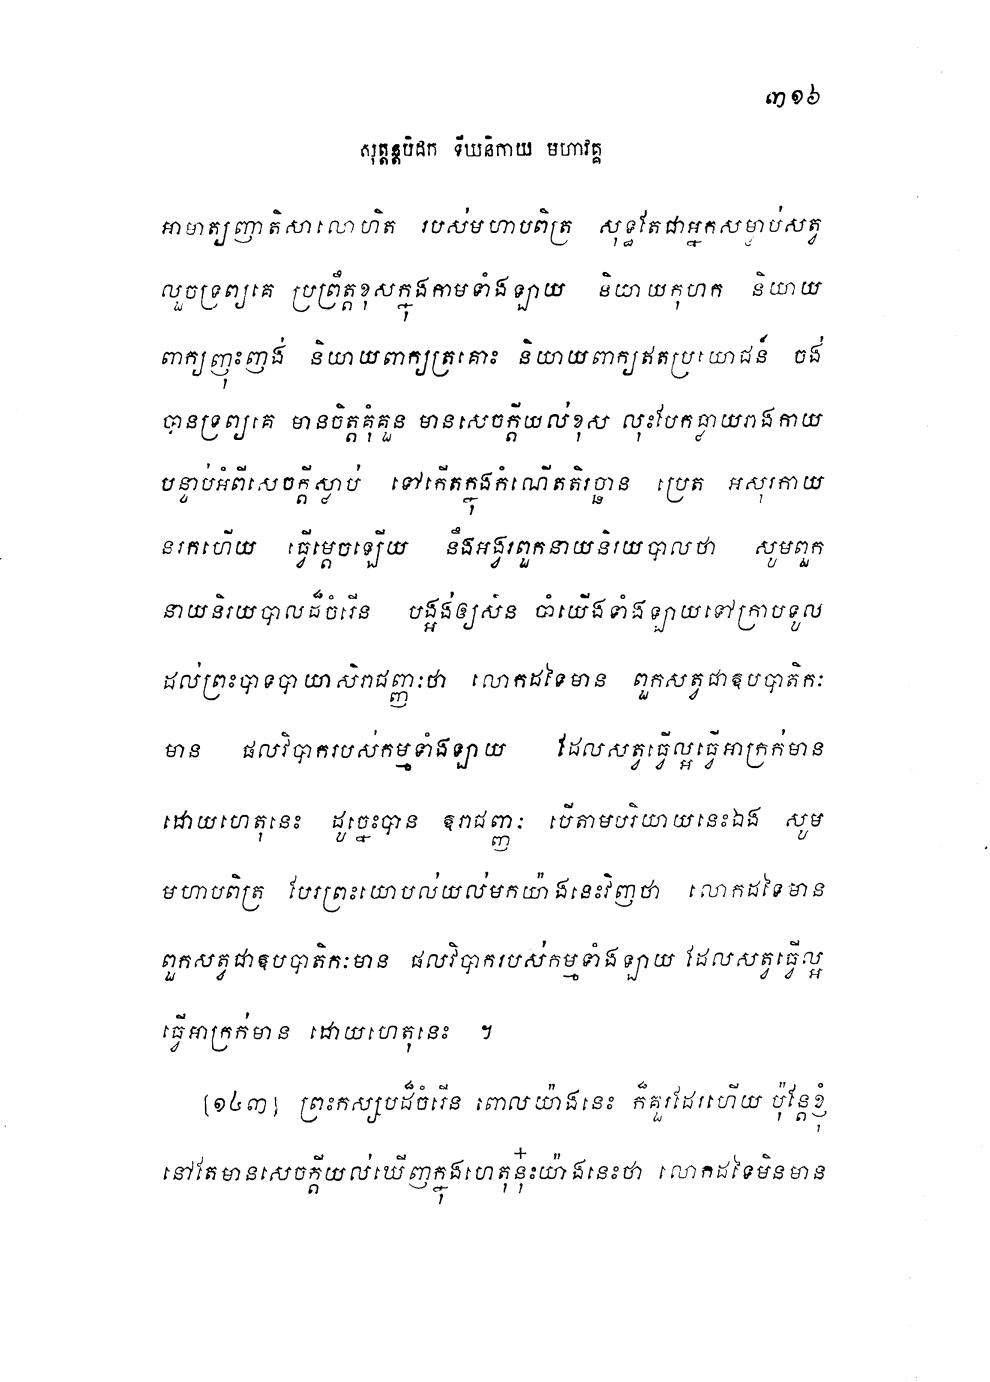 ៣១៦
សុត្តន្តបិដក ទីឃនិកាយ មហាវគ្គ
អាមាត្យញាតិសាលោហិត របស់មហាបពិត្រ សុទ្ធតែជាអ្នកសម្លាប់សត្វ
លួចទ្រព្យគេ ប្រព្រឹត្តខុសក្នុងកាមទាំងឡាយ និយាយកុហក និយាយ
ពាក្យញុះញង់ និយាយពាក្យត្រគោះ និយាយពាក្យឥតប្រយោជន៍ ចង់
បានទ្រព្យគេ មានចិត្តគុំគួន មានសេចក្តីយល់ខុស លុះបែកធ្លាយរាងកាយ
បន្ទាប់អំពីសេចក្តីស្លាប់ ទៅកើតក្នុងកំណើតតិរច្ឆាន ប្រេត អសុរកាយ
នរកហើយ ធ្វើម្តេចឡើយ នឹងអង្វរពួកនាយនិរយបាលថា សូមពួក
នាយនិរយបាលដ៏ចំរើន បង្អង់ឲ្យសិន ចាំយើងទាំងឡាយទៅក្រាបទូល
ដល់ព្រះបាទបាយាសិរាជញ្ញៈថា លោកដទៃមាន ពួកសត្វជាឧបបាតិកៈ
មាន ផលវិបាករបស់កម្មទាំងឡាយ ដែលសត្វធ្វើល្អធ្វើអាក្រក់មាន
ដោយហេតុនេះ ដូច្នេះបាន ឧរាជញ្ញៈ បើតាមបរិយាយនេះឯង សូម
មហាបពិត្រ បែរព្រះយោបល់យល់មកយ៉ាងនេះវិញថា លោកដទៃមាន
ពួកសត្វជាឧបបាតិកៈមាន ផលវិបាករបស់កម្មទាំងឡាយ ដែលសត្វធ្វើល្អ
ធ្វើអាក្រក់មាន ដោយហេតុនេះ ។
[១៤៣] ព្រះកស្សបដ៏ចំរើន ពោលយ៉ាងនេះ ក៏គួរដែរហើយ ប៉ុន្តែខ្ញុំ
នៅតែមានសេចក្តីយល់ឃើញក្នុងហេតុនុ៎ះយ៉ាងនេះថា លោកដទៃមិនមាន